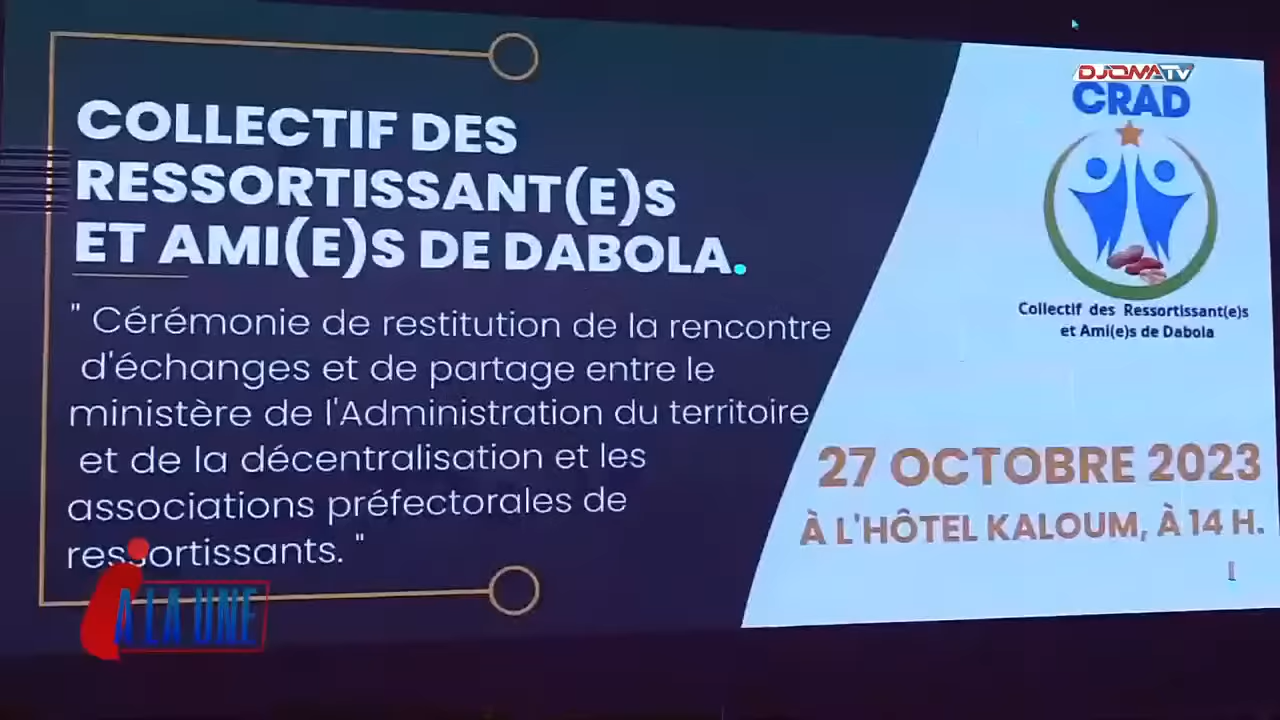 COLLECTIF DES
RESSORTISSANT(E)S
ET AMI(E)S DE DABOLA.
" Cérémonie de restitution de la rencontre
d'échanges et de partage entre le
ministère de l'Administration du territoire
et de la décentralisation et les
associations préfectorales de
ressortissants. "
DJOMA TV
CRAD
Collectif des Ressortissant(e)s
et Ami(e)s de Dabola
27 OCTOBRE 2023
À L'HÔTEL KALOUM, À 14 H.
A LA UNE